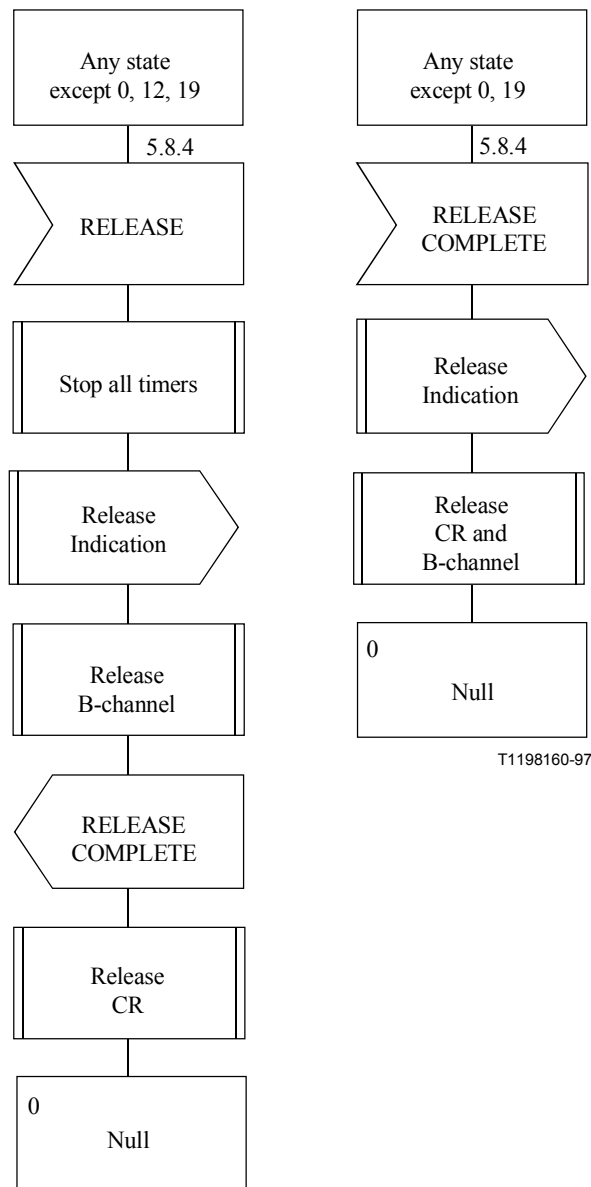 Any state
except 0, 12, 19
5.8.4
RELEASE
Stop all timers
Release
Indication
Release
B-channel
RELEASE
COMPLETE
Release
CR
0
Null
Any state
except 0, 19
5.8.4
RELEASE
COMPLETE
Release
Indication
Release
CR and
B-channel
0
Null
T1198160-97